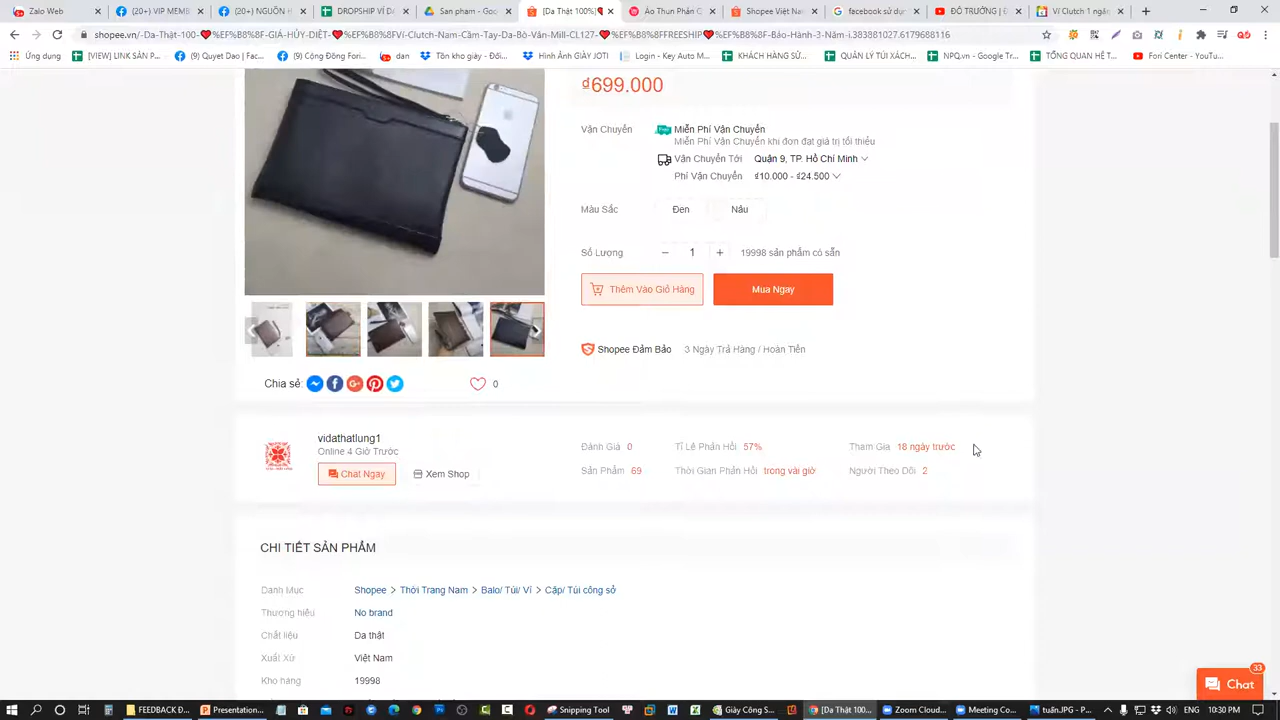 Zalo Web
(20+) VIP MEMB
(20+) NGUỒN H
DROPSHIP VÍ DA
San pham - Goo
[Da Thật 100%]
Áo Thun Phản C
Shopee Việt Nam
facebook sử dụ
ĐỒ TRƯỞNG | Đ
Ví Clutch 1 ngăn
shopee.vn/-Da-Thật-100-❤%EF%B8%8F-GIÁ-HỦY-DIỆT-❤%EF%B8%8FVí-Clutch-Nam-Cầm-Tay-Da-Bò-Vân-Mill-CL127-❤%EF%B8%8FFREESHIP❤%EF%B8%8F-Bảo-Hành-3-Năm-i.383881027.5179688116
Ứng dụng
[VIEW] LINK SẢN P...
(9) Quyet Dao | Fac...
(9) Cộng Đồng Fori...
dan
Tồn kho giày - Đối...
Hình Ảnh GIÀY JOTI
Login - Key Auto M...
KHÁCH HÀNG SỬ...
QUẢN LÝ TÚI XÁCH...
NPQ.vn - Google Tr...
TỔNG QUAN HỆ TH...
Fori Center - YouTu...
₫699.000
Vận Chuyển
Miễn Phí Vận Chuyển
Miễn Phí Vận Chuyển khi đơn đạt giá trị tối thiểu
Vận Chuyển Tới Quận 9, TP. Hồ Chí Minh
Phí Vận Chuyển ₫10.000 - ₫24.500
Màu Sắc Đen Nâu
Số Lượng − 1 + 19998 sản phẩm có sẵn
Thêm Vào Giỏ Hàng
Mua Ngay
Shopee Đảm Bảo 3 Ngày Trả Hàng / Hoàn Tiền
Chia sẻ:
0
vidathatlung1
Online 4 Giờ Trước
Chat Ngay
Xem Shop
Đánh Giá 0 Tỉ Lệ Phản Hồi 57% Tham Gia 18 ngày trước
Sản Phẩm 69 Thời Gian Phản Hồi trong vài giờ Người Theo Dõi 2
CHI TIẾT SẢN PHẨM
Danh Mục Shopee > Thời Trang Nam > Balo/ Túi/ Ví > Cặp/ Túi công sở
Thương hiệu No brand
Chất liệu Da thật
Xuất Xứ Việt Nam
Kho hàng 19998
33
Chat
FEEDBACK Đ...
Presentation...
Snipping Tool
Giày Công S...
[Da Thật 100...
Zoom Cloud...
Meeting Co...
tuấn.JPG - P...
ENG
10:30 PM